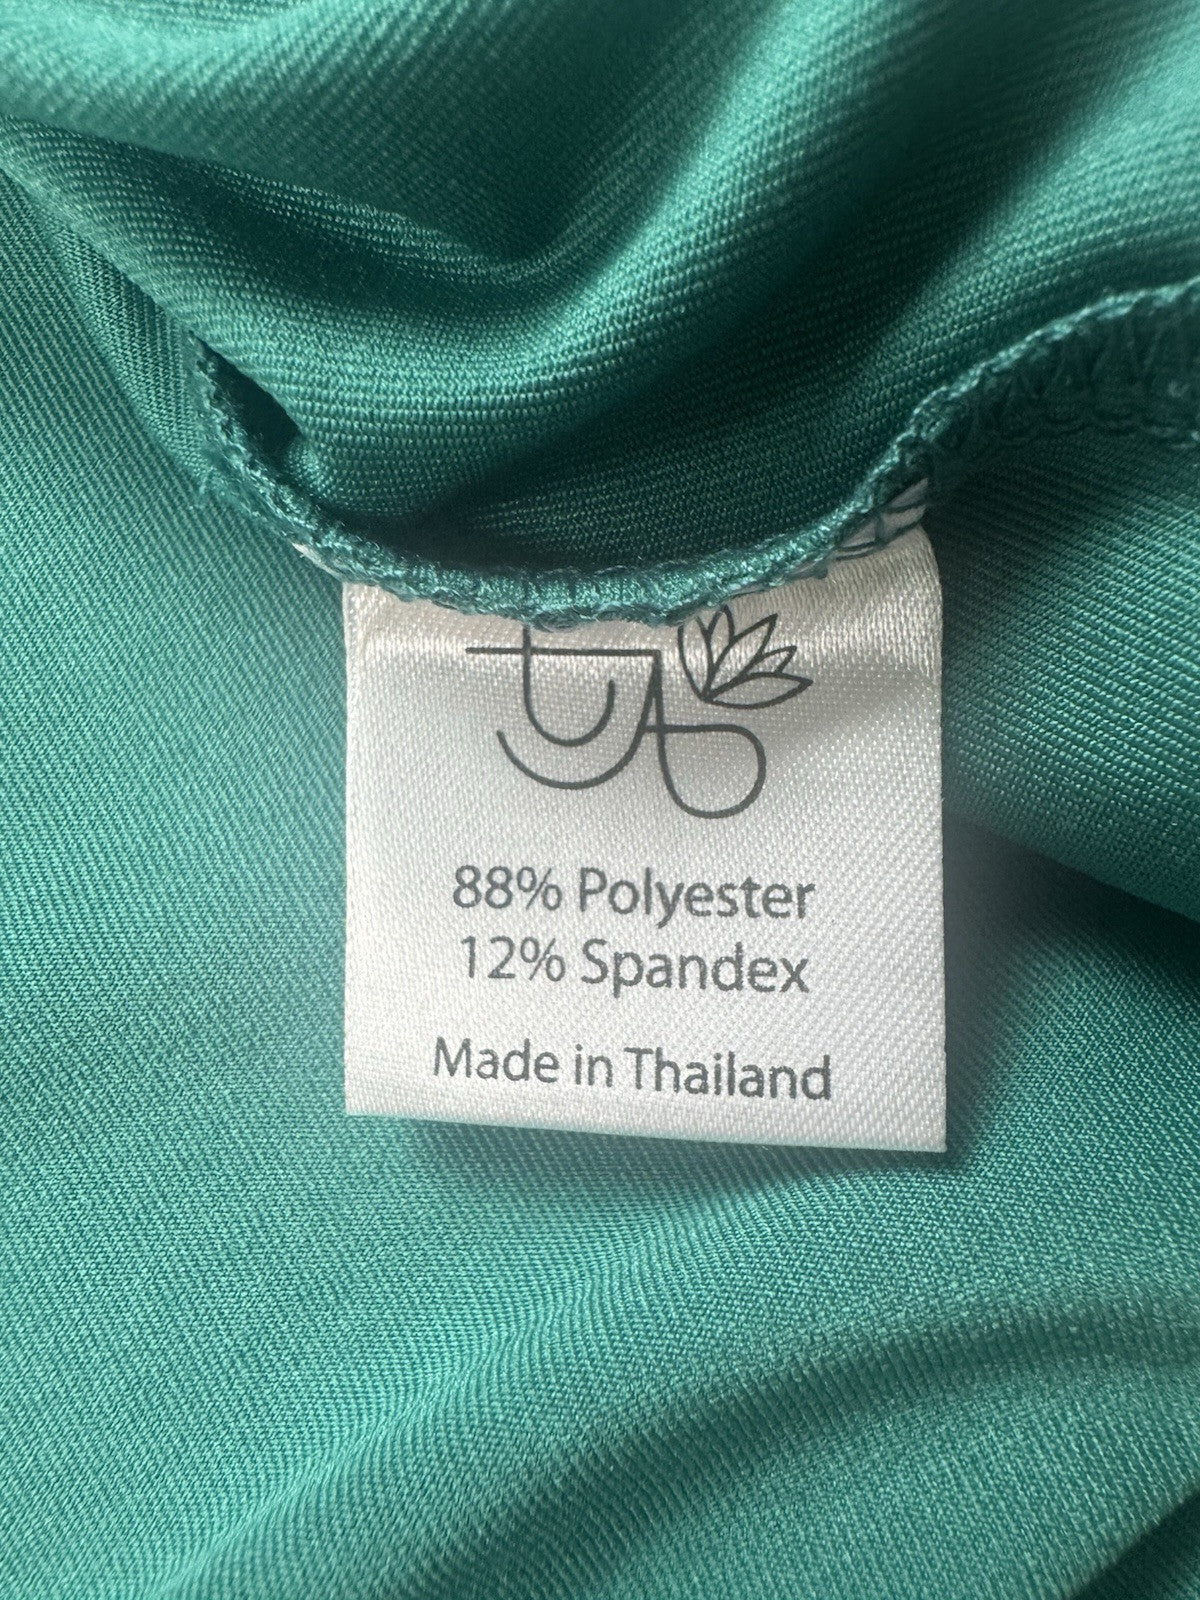 88% Polyester
12% Spandex
Made in Thailand